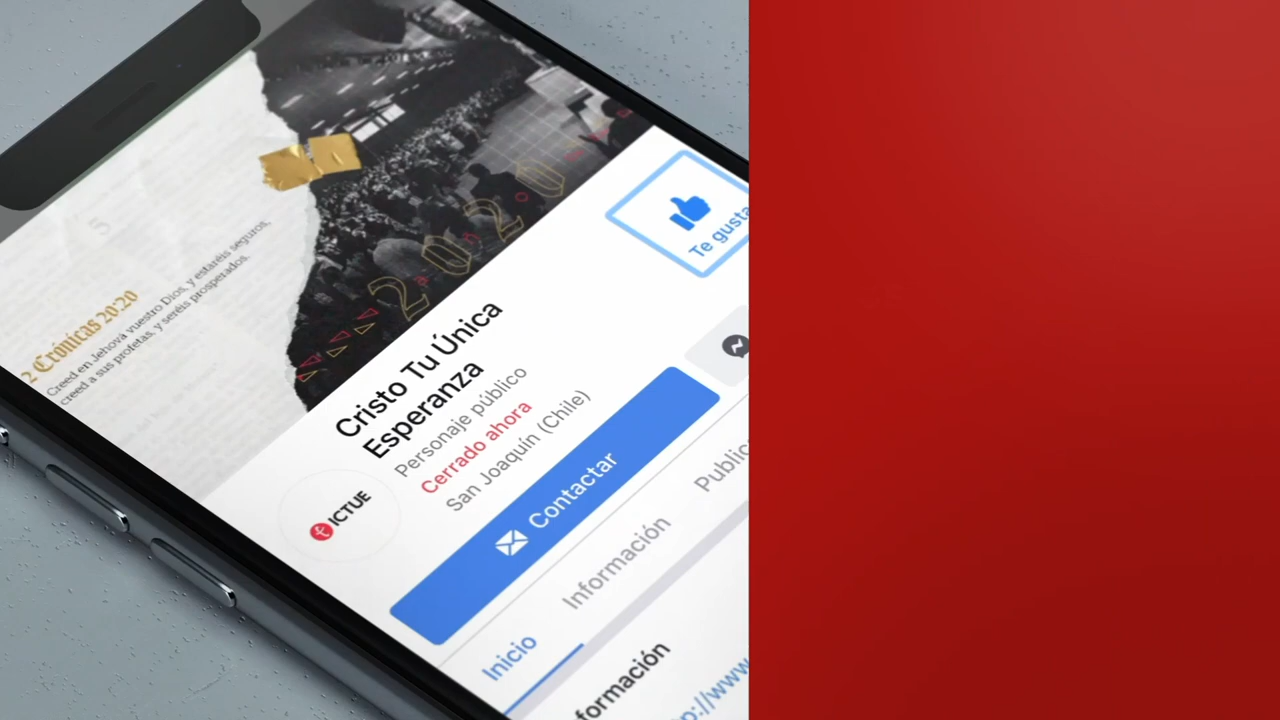 2 Crónicas 20:20
Creed en Jehová vuestro Dios, y estaréis seguros,
creed a sus profetas, y seréis prosperados.
2020
Te gusta
Cristo Tu Única
Esperanza
Personaje público
Cerrado ahora
San Joaquín (Chile)
ICTUE
Contactar
Inicio
Información
Public
formación
p://www